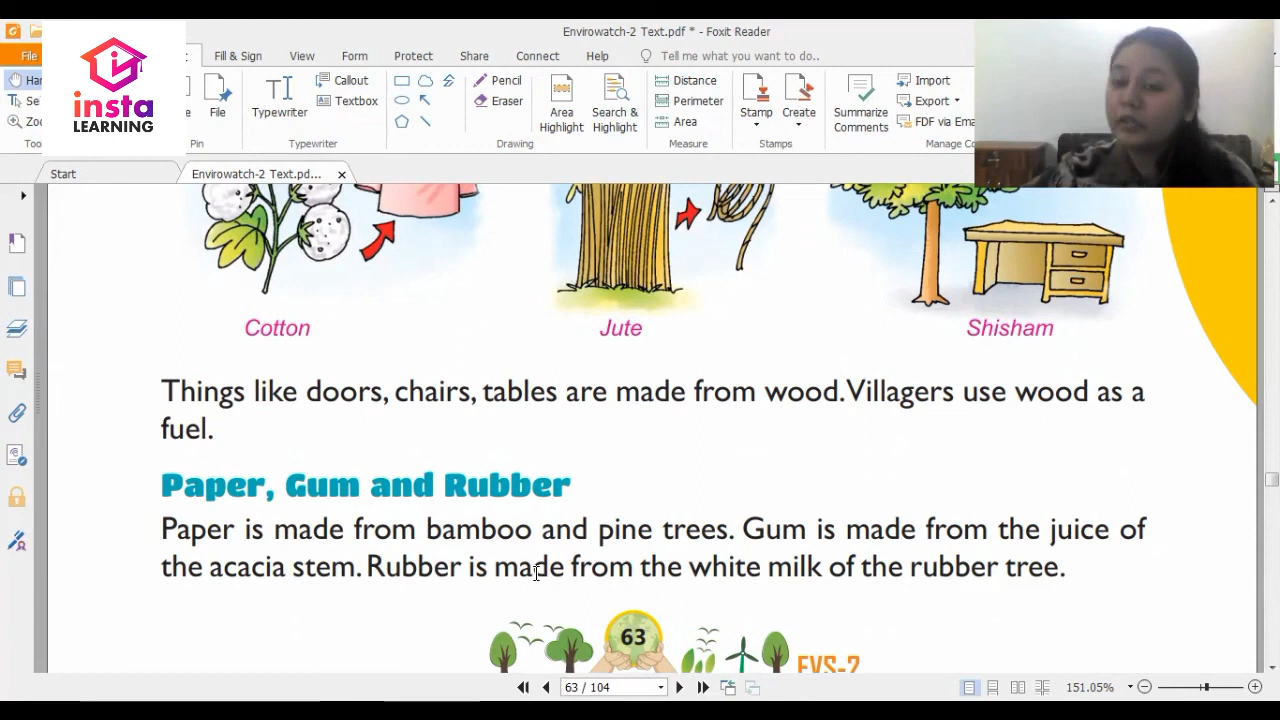 Envirowatch-2 Text.pdf * - Foxit Reader
insta
LEARNING
File
Fill & Sign
View
Form
Protect
Share
Connect
Help
Tell me what you want to do..
File
Pin
Typewriter
Callout
Textbox
Typewriter
Pencil
Eraser
Area Highlight
Search & Highlight
Drawing
Distance
Perimeter
Area
Measure
Stamp
Create
Stamps
Summarize Comments
Import
Export
FDF via Ema
Manage Co
Start
Envirowatch-2 Text.pd...
Cotton
Jute
Shisham
Things like doors, chairs, tables are made from wood. Villagers use wood as a
fuel.
Paper, Gum and Rubber
Paper is made from bamboo and pine trees. Gum is made from the juice of
the acacia stem. Rubber is made from the white milk of the rubber tree.
63
EVS-2
63 / 104
151.05%